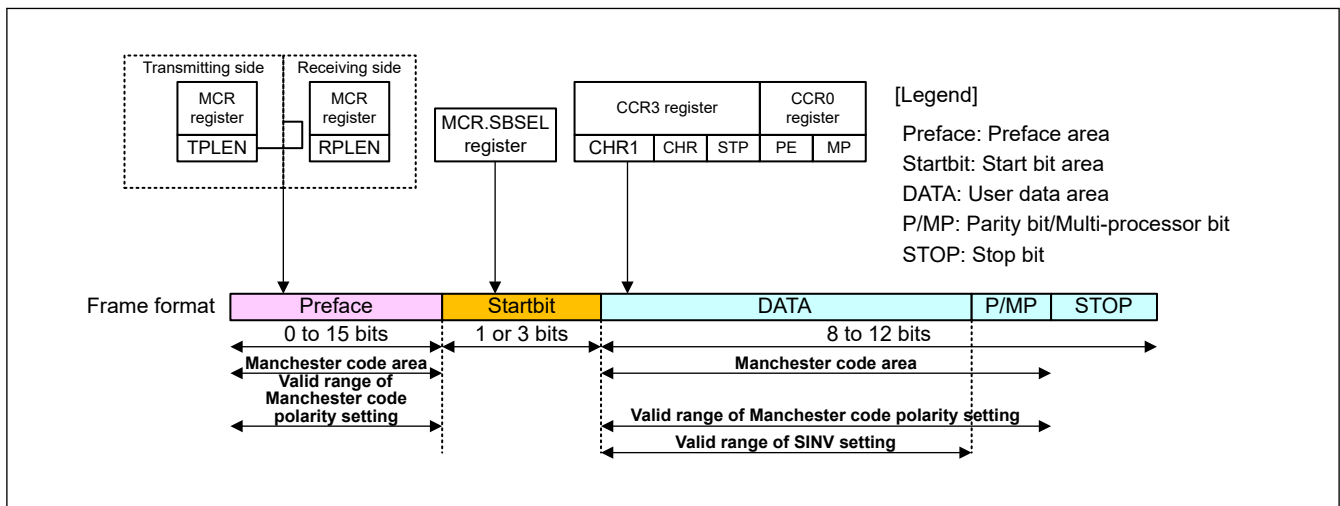 Transmitting side
Receiving side
MCR
register
TPLEN
MCR
register
RPLEN
MCR.SBSEL
register
CCR3 register
CCR0
register
CHR1
CHR
STP
PE
MP
[Legend]
Preface: Preface area
Startbit: Start bit area
DATA: User data area
P/MP: Parity bit/Multi-processor bit
STOP: Stop bit
Frame format
Preface
Startbit
DATA
P/MP
STOP
0 to 15 bits
1 or 3 bits
8 to 12 bits
Manchester code area
Manchester code area
Valid range of
Manchester code
polarity setting
Valid range of Manchester code polarity setting
Valid range of SINV setting